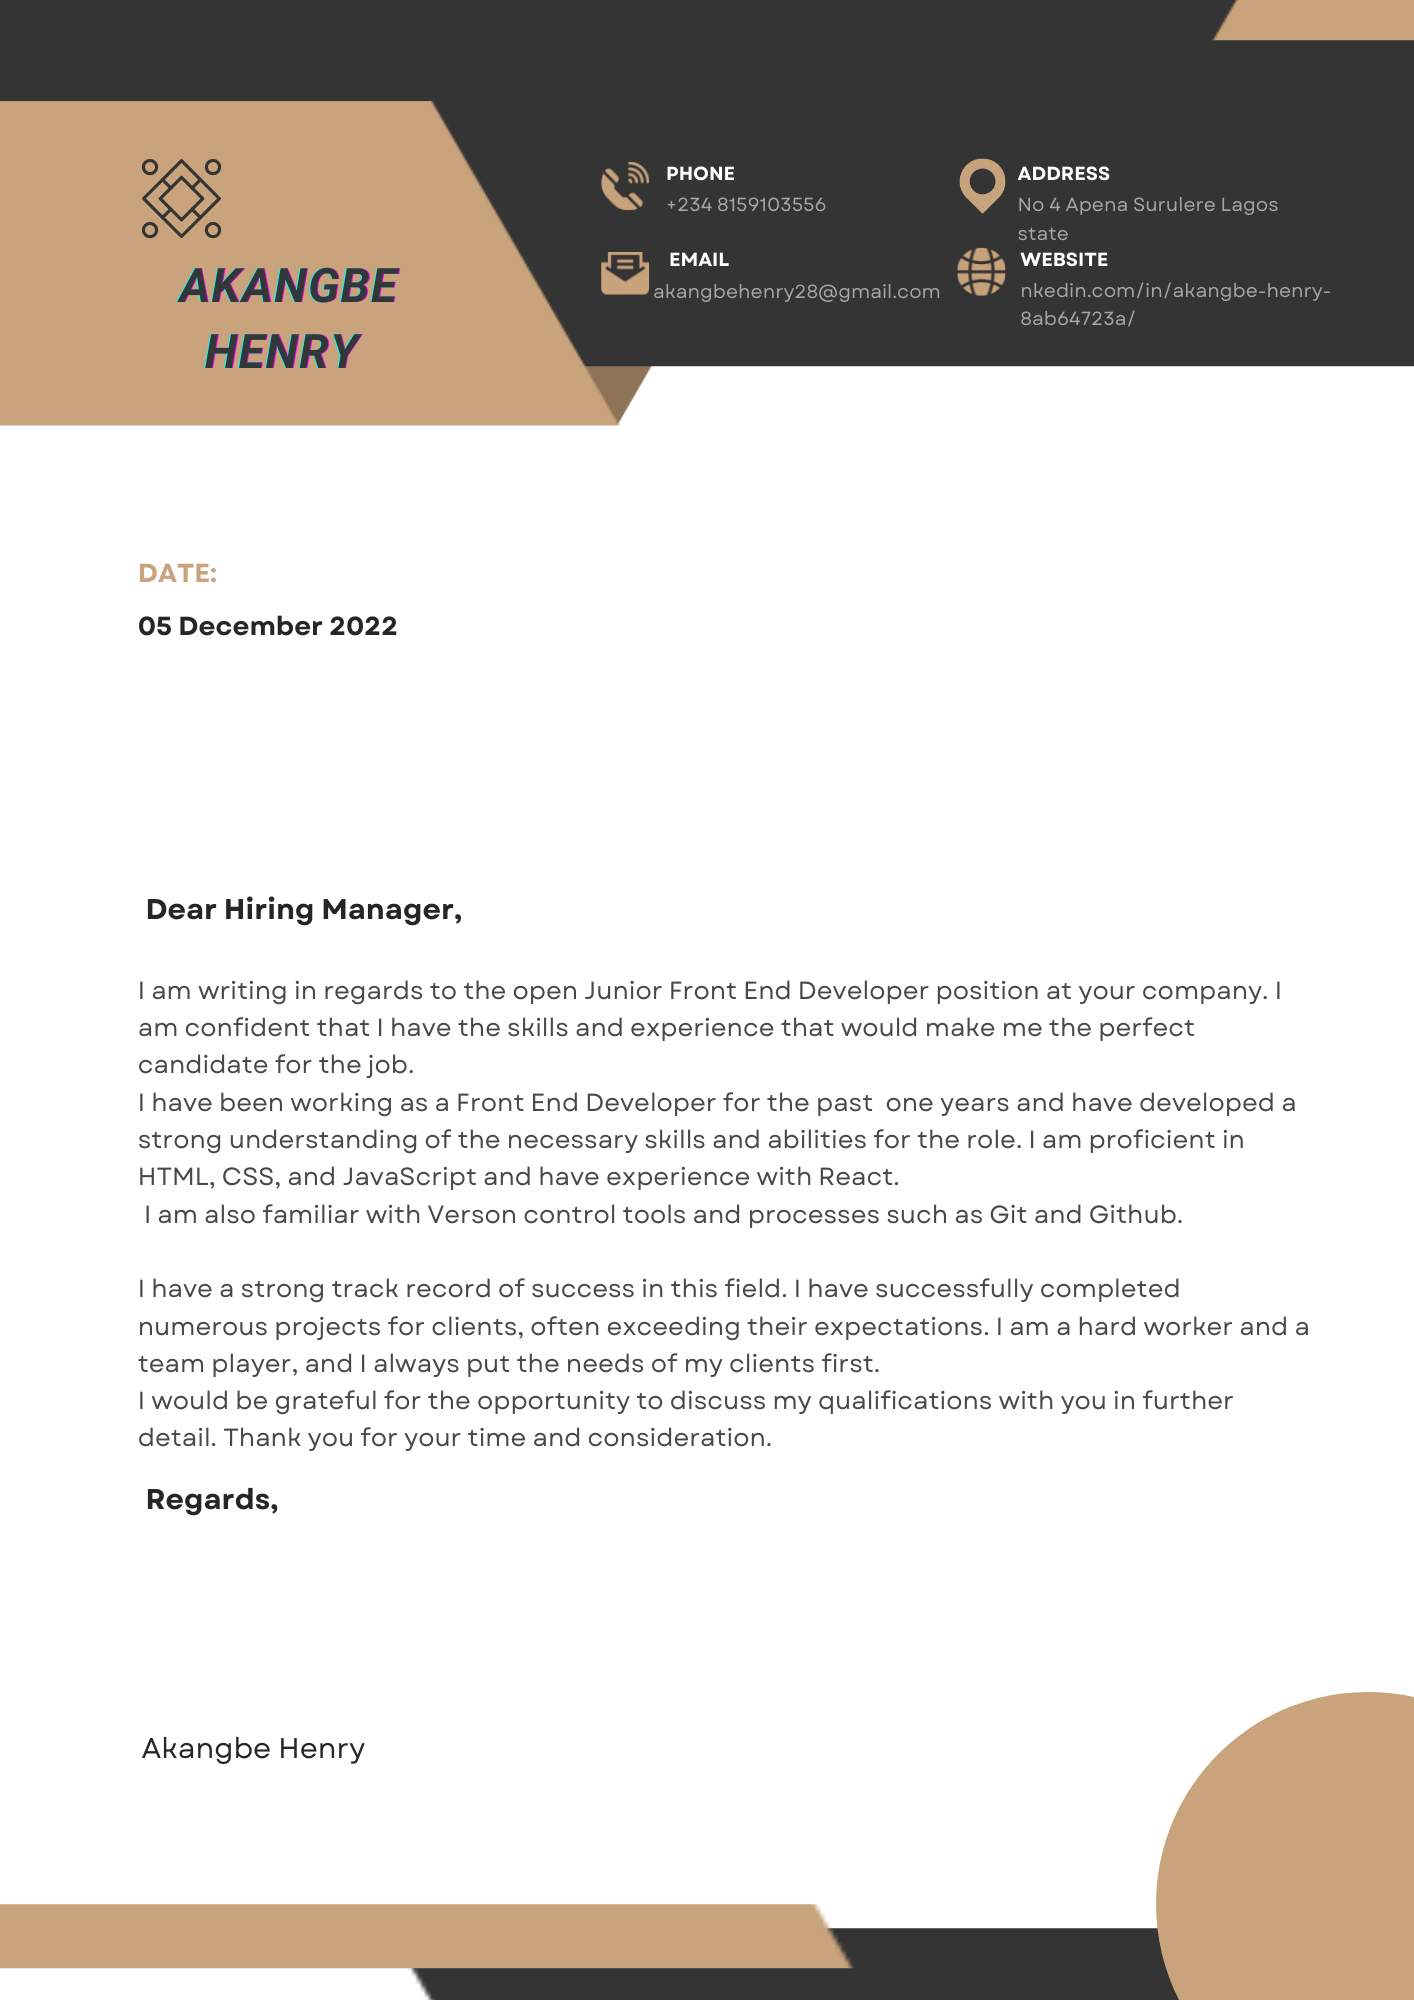 AKANGBE
HENRY
PHONE
+234 8159103556
ADDRESS
No 4 Apena Surulere Lagos
state
EMAIL
akangbehenry28@gmail.com
WEBSITE
nkedin.com/in/akangbe-henry-
8ab64723a/
DATE:
05 December 2022
Dear Hiring Manager,
I am writing in regards to the open Junior Front End Developer position at your company. I
am confident that I have the skills and experience that would make me the perfect
candidate for the job.
I have been working as a Front End Developer for the past  one years and have developed a
strong understanding of the necessary skills and abilities for the role. I am proficient in
HTML, CSS, and JavaScript and have experience with React.
I am also familiar with Verson control tools and processes such as Git and Github.
I have a strong track record of success in this field. I have successfully completed
numerous projects for clients, often exceeding their expectations. I am a hard worker and a
team player, and I always put the needs of my clients first.
I would be grateful for the opportunity to discuss my qualifications with you in further
detail. Thank you for your time and consideration.
Regards,
Akangbe Henry